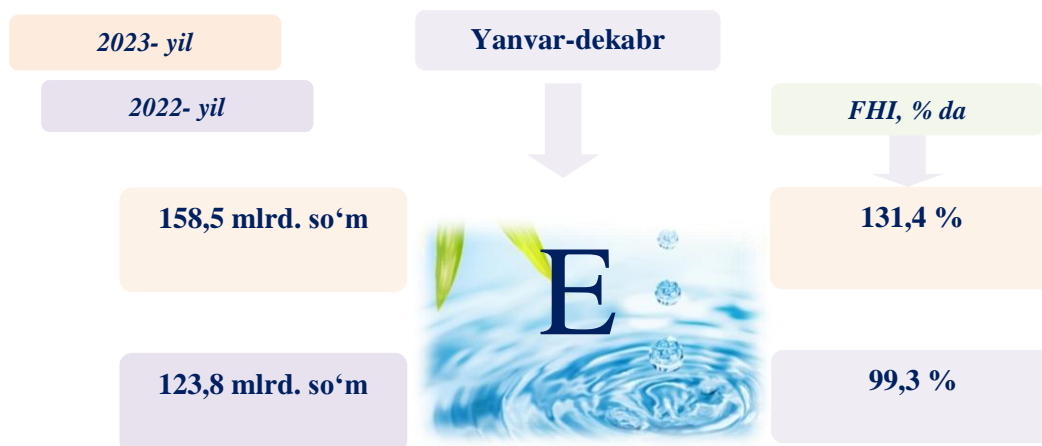 2023- yil
Yanvar-dekabr
2022- yil
FHI, % da
158,5 mlrd. so‘m
131,4 %
E
123,8 mlrd. so‘m
99,3 %